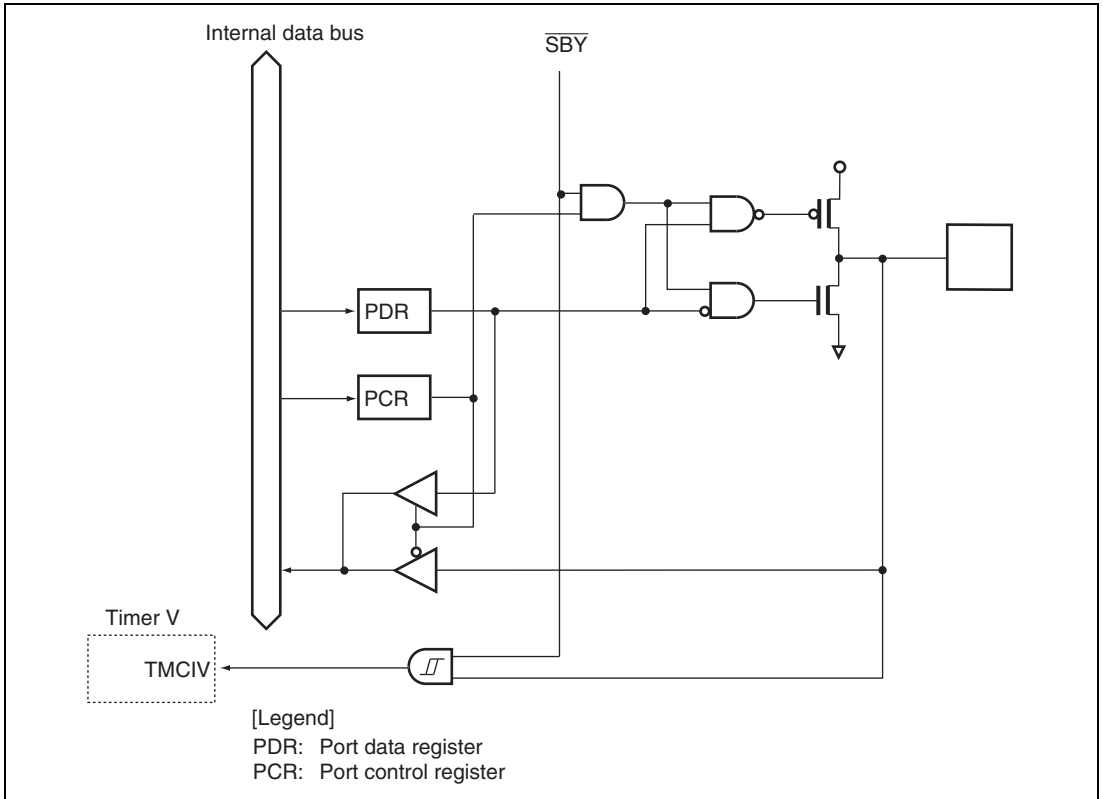 Internal data bus
SBY
PDR
PCR
Timer V
TMCIV
[Legend]
PDR: Port data register
PCR: Port control register